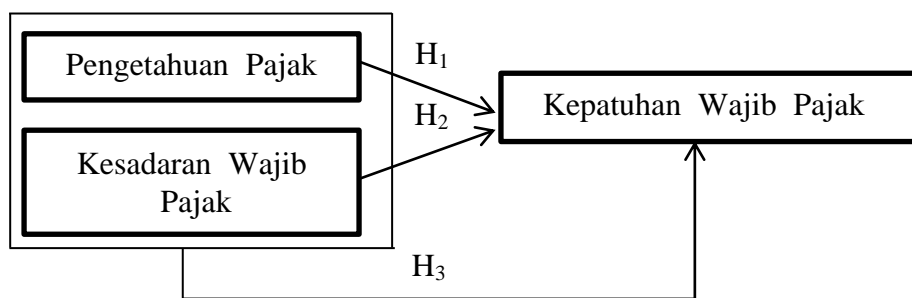 Pengetahuan Pajak
H₁
Kepatuhan Wajib Pajak
H₂
Kesadaran Wajib
Pajak
H₃